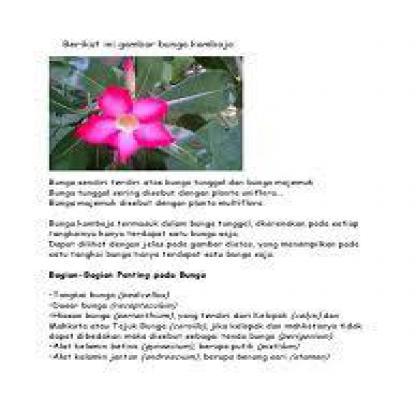 Berikut ini gambar bunga kamboja:
Bunga sendiri terdiri atas bunga tunggal dan bunga majemuk
Bunga tunggal sering disebut dengan planta uniflora...
Bunga majemuk disebut dengan planta multiflora.
Bunga kamboja termasuk dalam bunga tunggal, dikarenakan pada setiap
tangkainya hanya terdapat satu bunga saja.
Dapat dilihat dengan jelas pada gambar diatas, yang menampilkan pada
satu tangkai bunga hanya terdapat satu bunga saja.
Bagian-Bagian Penting pada Bunga
-Tangkai bunga (pedicellus)
-Dasar bunga (receptaculum)
-Hiasan bunga (perianthium), yang terdiri dari Kelopak (calyx) dan
Mahkota atau Tajuk Bunga (corolla), jika kelopak dan mahkotanya tidak
dapat dibedakan maka disebut sebagai tenda bunga (perigonium)
-Alat kelamin betina (gynaecium), berupa putik (pistillum)
-Alat kelamin jantan (androecium), berupa benang sari (stamen)